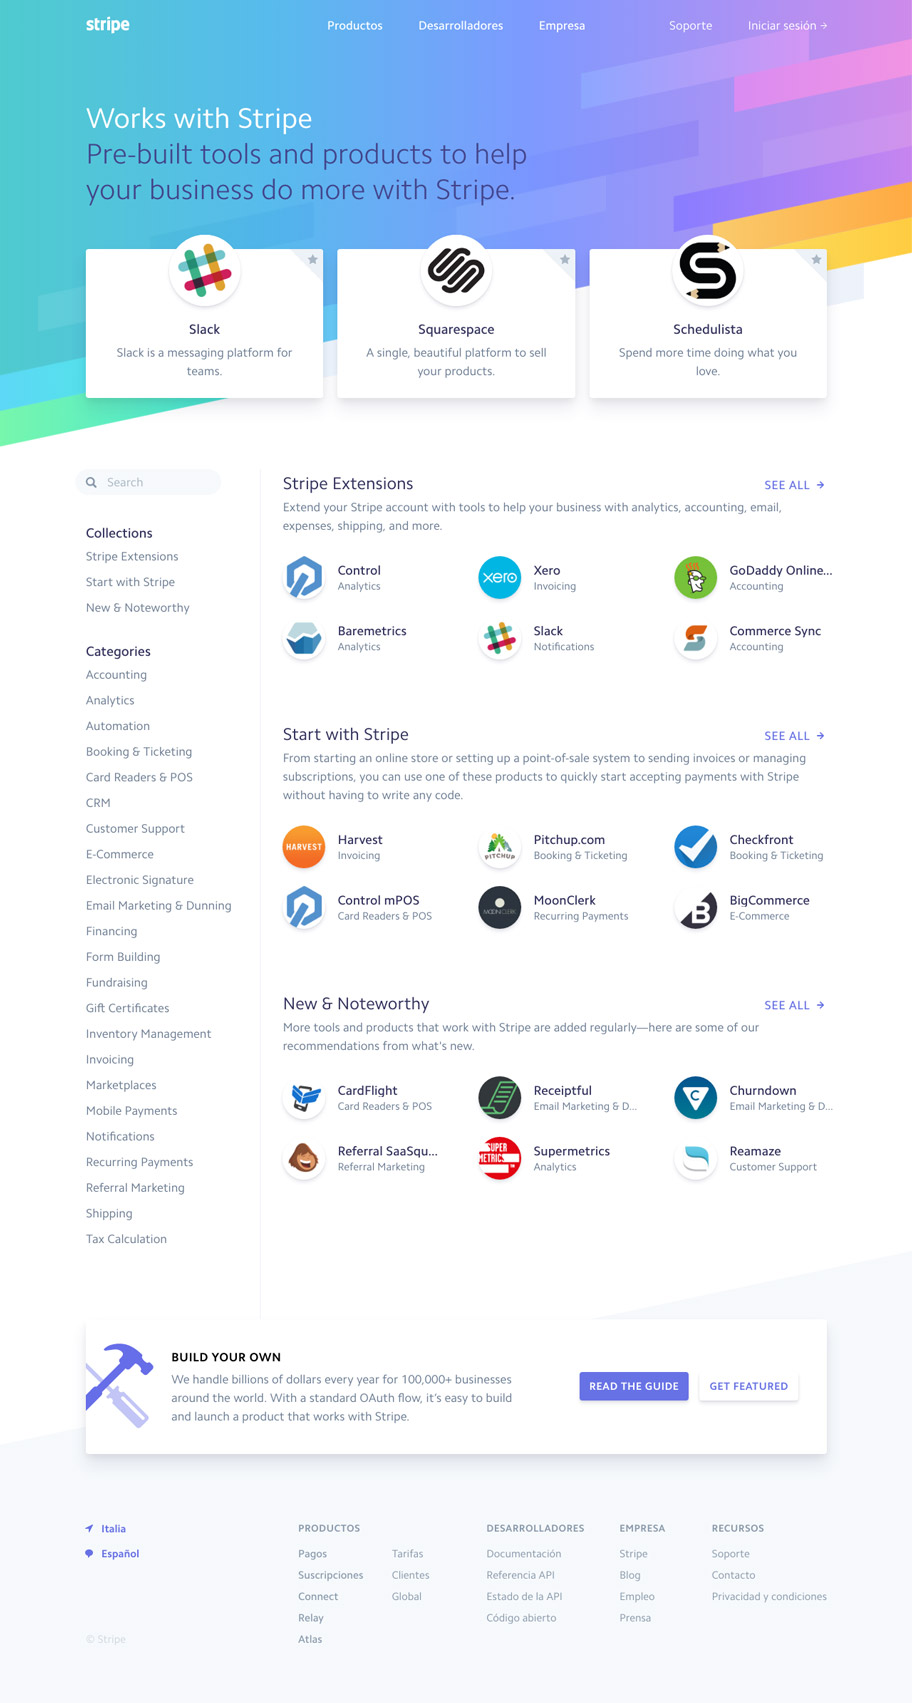 stripe
Productos
Desarrolladores
Empresa
Soporte
Iniciar sesión →
Works with Stripe
Pre-built tools and products to help
your business do more with Stripe.
Slack
Slack is a messaging platform for
teams.
Squarespace
A single, beautiful platform to sell
your products.
Schedulista
Spend more time doing what you
love.
Search
Collections
Stripe Extensions
Start with Stripe
New & Noteworthy
Categories
Accounting
Analytics
Automation
Booking & Ticketing
Card Readers & POS
CRM
Customer Support
E-Commerce
Electronic Signature
Email Marketing & Dunning
Financing
Form Building
Fundraising
Gift Certificates
Inventory Management
Invoicing
Marketplaces
Mobile Payments
Notifications
Recurring Payments
Referral Marketing
Shipping
Tax Calculation
Stripe Extensions
SEE ALL →
Extend your Stripe account with tools to help your business with analytics, accounting, email,
expenses, shipping, and more.
Control
Analytics
xero
Xero
Invoicing
GoDaddy Online...
Accounting
Baremetrics
Analytics
Slack
Notifications
Commerce Sync
Accounting
Start with Stripe
SEE ALL →
From starting an online store or setting up a point-of-sale system to sending invoices or managing
subscriptions, you can use one of these products to quickly start accepting payments with Stripe
without having to write any code.
HARVEST
Harvest
Invoicing
PITCHUP
Pitchup.com
Booking & Ticketing
Checkfront
Booking & Ticketing
Control mPOS
Card Readers & POS
MOONCLERK
MoonClerk
Recurring Payments
B
BigCommerce
E-Commerce
New & Noteworthy
SEE ALL →
More tools and products that work with Stripe are added regularly—here are some of our
recommendations from what's new.
CardFlight
Card Readers & POS
Receiptful
Email Marketing & D...
C
Churndown
Email Marketing & D...
Referral SaaSqu...
Referral Marketing
SUPER
METRICS
Supermetrics
Analytics
Reamaze
Customer Support
BUILD YOUR OWN
We handle billions of dollars every year for 100,000+ businesses
around the world. With a standard OAuth flow, it's easy to build
and launch a product that works with Stripe.
READ THE GUIDE
GET FEATURED
Italia
Español
© Stripe
PRODUCTOS
Pagos
Suscripciones
Connect
Relay
Atlas
Tarifas
Clientes
Global
DESARROLLADORES
Documentación
Referencia API
Estado de la API
Código abierto
EMPRESA
Stripe
Blog
Empleo
Prensa
RECURSOS
Soporte
Contacto
Privacidad y condiciones